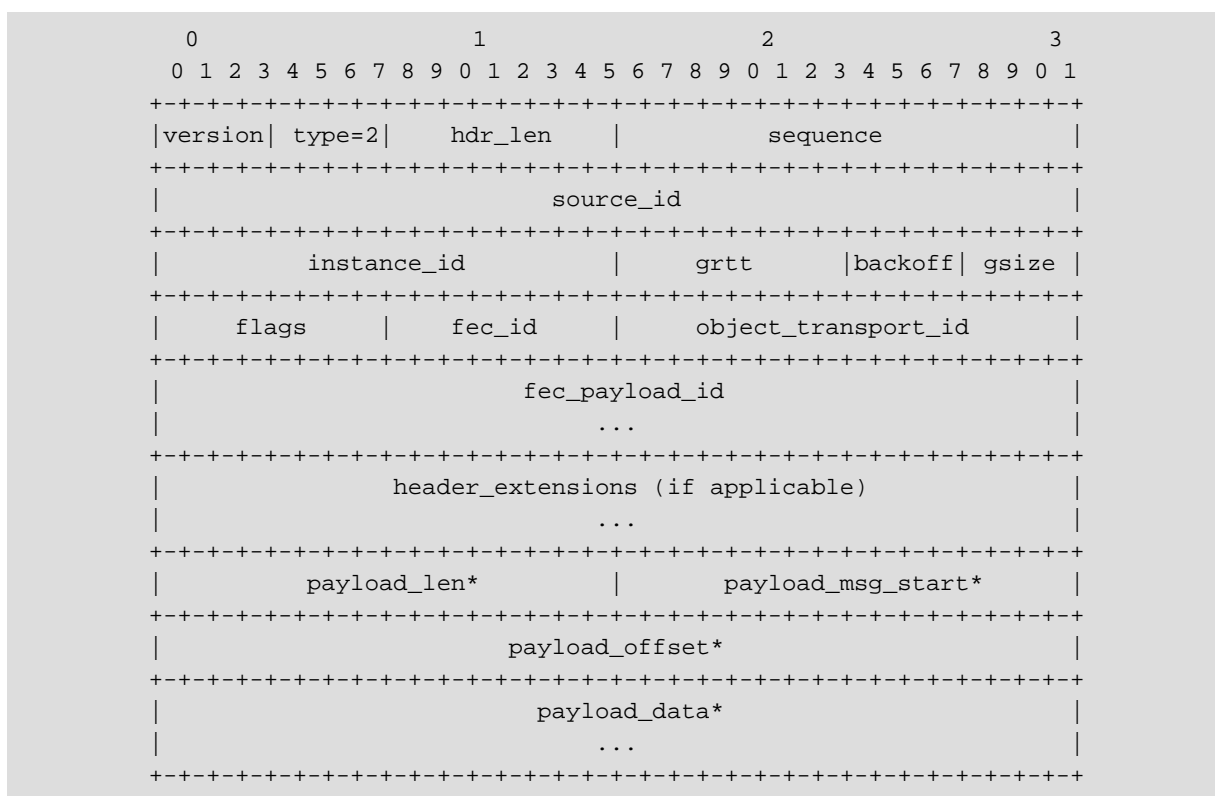 0                   1                   2                   3
0 1 2 3 4 5 6 7 8 9 0 1 2 3 4 5 6 7 8 9 0 1 2 3 4 5 6 7 8 9 0 1
+-+-+-+-+-+-+-+-+-+-+-+-+-+-+-+-+-+-+-+-+-+-+-+-+-+-+-+-+-+-+-+-+
|version| type=2|    hdr_len    |          sequence             |
+-+-+-+-+-+-+-+-+-+-+-+-+-+-+-+-+-+-+-+-+-+-+-+-+-+-+-+-+-+-+-+-+
|                           source_id                           |
+-+-+-+-+-+-+-+-+-+-+-+-+-+-+-+-+-+-+-+-+-+-+-+-+-+-+-+-+-+-+-+-+
|          instance_id          |     grtt      |backoff| gsize |
+-+-+-+-+-+-+-+-+-+-+-+-+-+-+-+-+-+-+-+-+-+-+-+-+-+-+-+-+-+-+-+-+
|     flags     |    fec_id     |     object_transport_id       |
+-+-+-+-+-+-+-+-+-+-+-+-+-+-+-+-+-+-+-+-+-+-+-+-+-+-+-+-+-+-+-+-+
|                         fec_payload_id                        |
|                              ...                              |
+-+-+-+-+-+-+-+-+-+-+-+-+-+-+-+-+-+-+-+-+-+-+-+-+-+-+-+-+-+-+-+-+
|                header_extensions (if applicable)              |
|                              ...                              |
+-+-+-+-+-+-+-+-+-+-+-+-+-+-+-+-+-+-+-+-+-+-+-+-+-+-+-+-+-+-+-+-+
|          payload_len*         |       payload_msg_start*      |
+-+-+-+-+-+-+-+-+-+-+-+-+-+-+-+-+-+-+-+-+-+-+-+-+-+-+-+-+-+-+-+-+
|                        payload_offset*                        |
+-+-+-+-+-+-+-+-+-+-+-+-+-+-+-+-+-+-+-+-+-+-+-+-+-+-+-+-+-+-+-+-+
|                          payload_data*                        |
|                              ...                              |
+-+-+-+-+-+-+-+-+-+-+-+-+-+-+-+-+-+-+-+-+-+-+-+-+-+-+-+-+-+-+-+-+